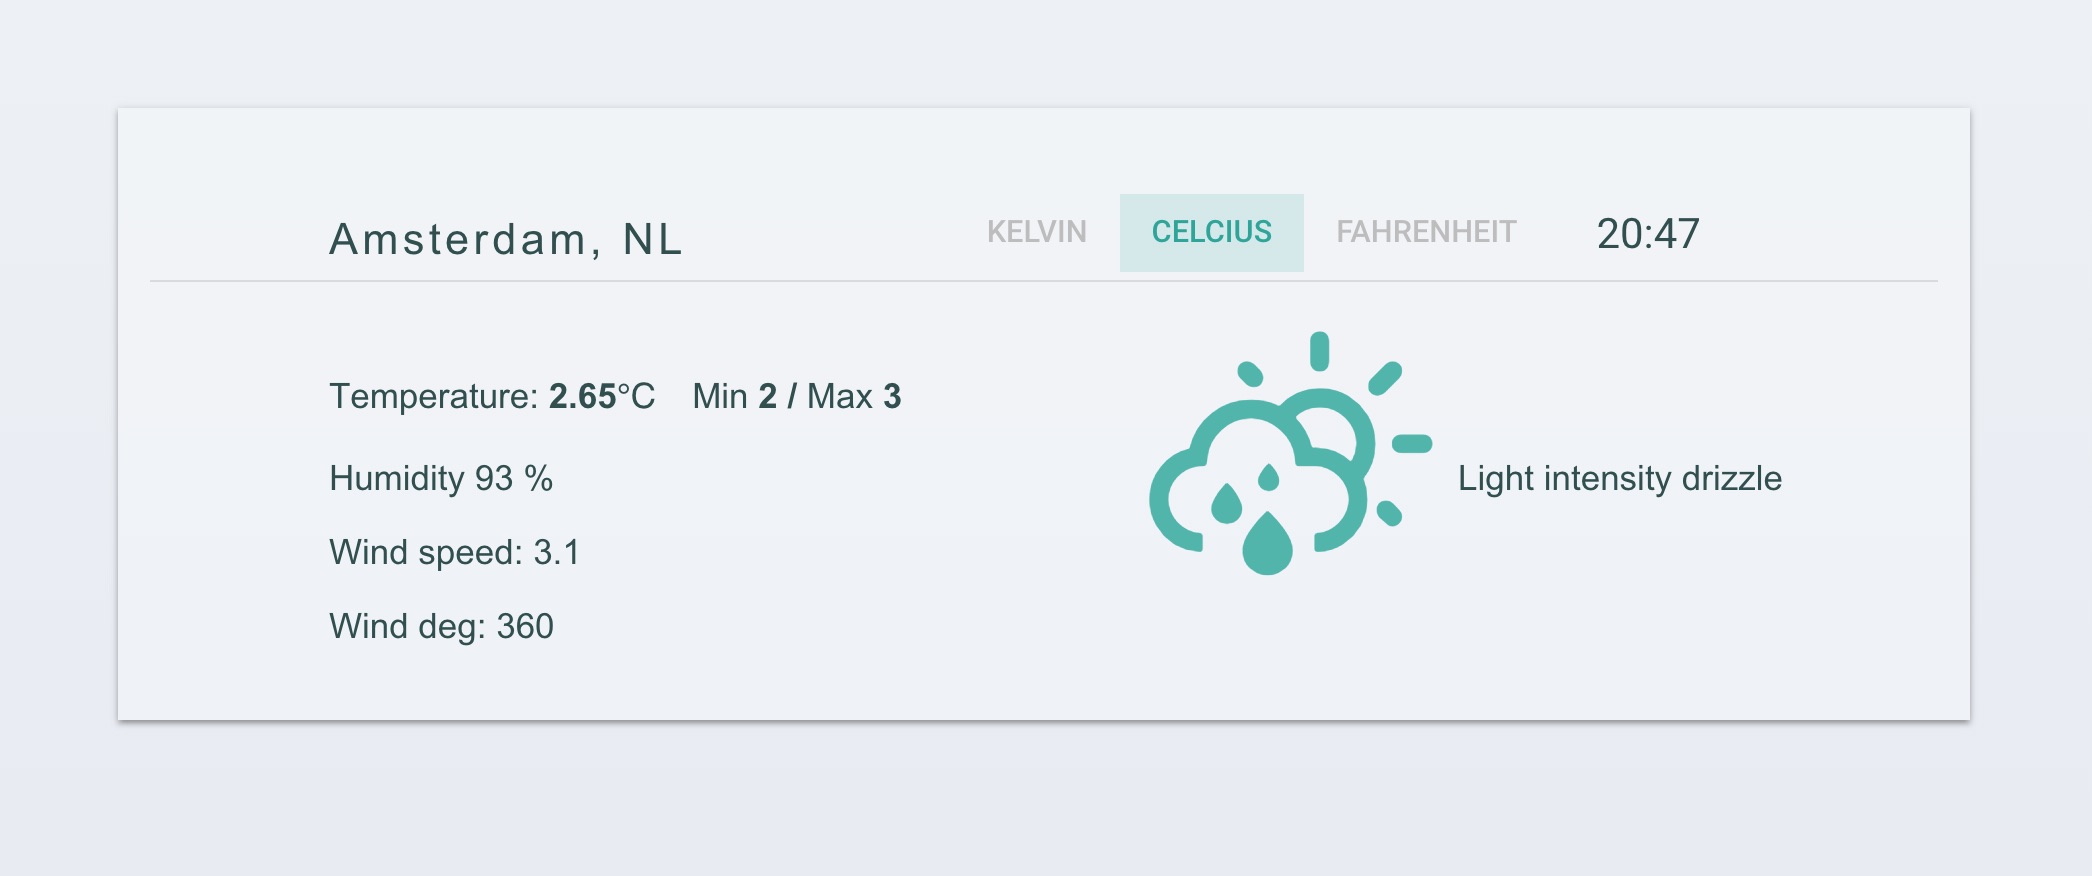 Amsterdam, NL KELVIN CELCIUS FAHRENHEIT 20:47
Temperature: 2.65°C Min 2 / Max 3
Humidity 93 %
Light intensity drizzle
Wind speed: 3.1
Wind deg: 360